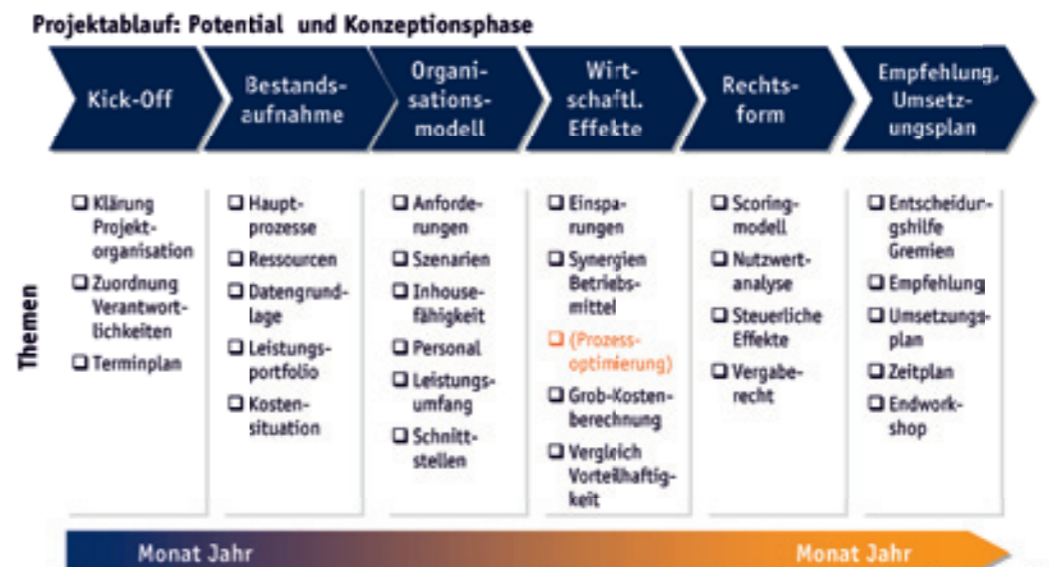 Projektablauf: Potential und Konzeptionsphase
Kick-Off
Bestands-
aufnahme
Organi-
sations-
modell
Wirt-
schaftl.
Effekte
Rechts-
form
Empfehlung,
Umsetz-
ungsplan
Themen
Klärung
Projekt-
organisation
Zuordnung
Verantwort-
lichkeiten
Terminplan
Haupt-
prozesse
Ressourcen
Datengrund-
lage
Leistungs-
portfolio
Kosten-
situation
Anforde-
rungen
Szenarien
Inhouse-
fähigkeit
Personal
Leistungs-
umfang
Schnitt-
stellen
Einspa-
rungen
Synergien
Betriebs-
mittel
(Prozess-
optimierung)
Grob-Kosten-
berechnung
Vergleich
Vorteilhaftig-
keit
Scoring-
modell
Nutzwert-
analyse
Steuerliche
Effekte
Vergabe-
recht
Entscheidun-
gshilfe
Gremien
Empfehlung
Umsetzungs-
plan
Zeitplan
Endwork-
shop
Monat Jahr
Monat Jahr